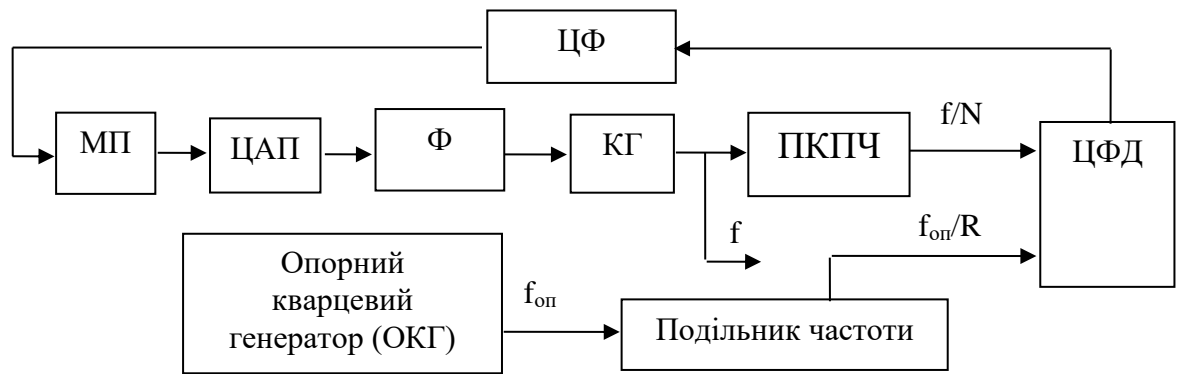 ЦФ
МП
ЦАП
Ф
КГ
ПКПЧ
f/N
ЦФД
f
fоп/R
Опорний
кварцевий
генератор (ОКГ)
fоп
Подільник частоти